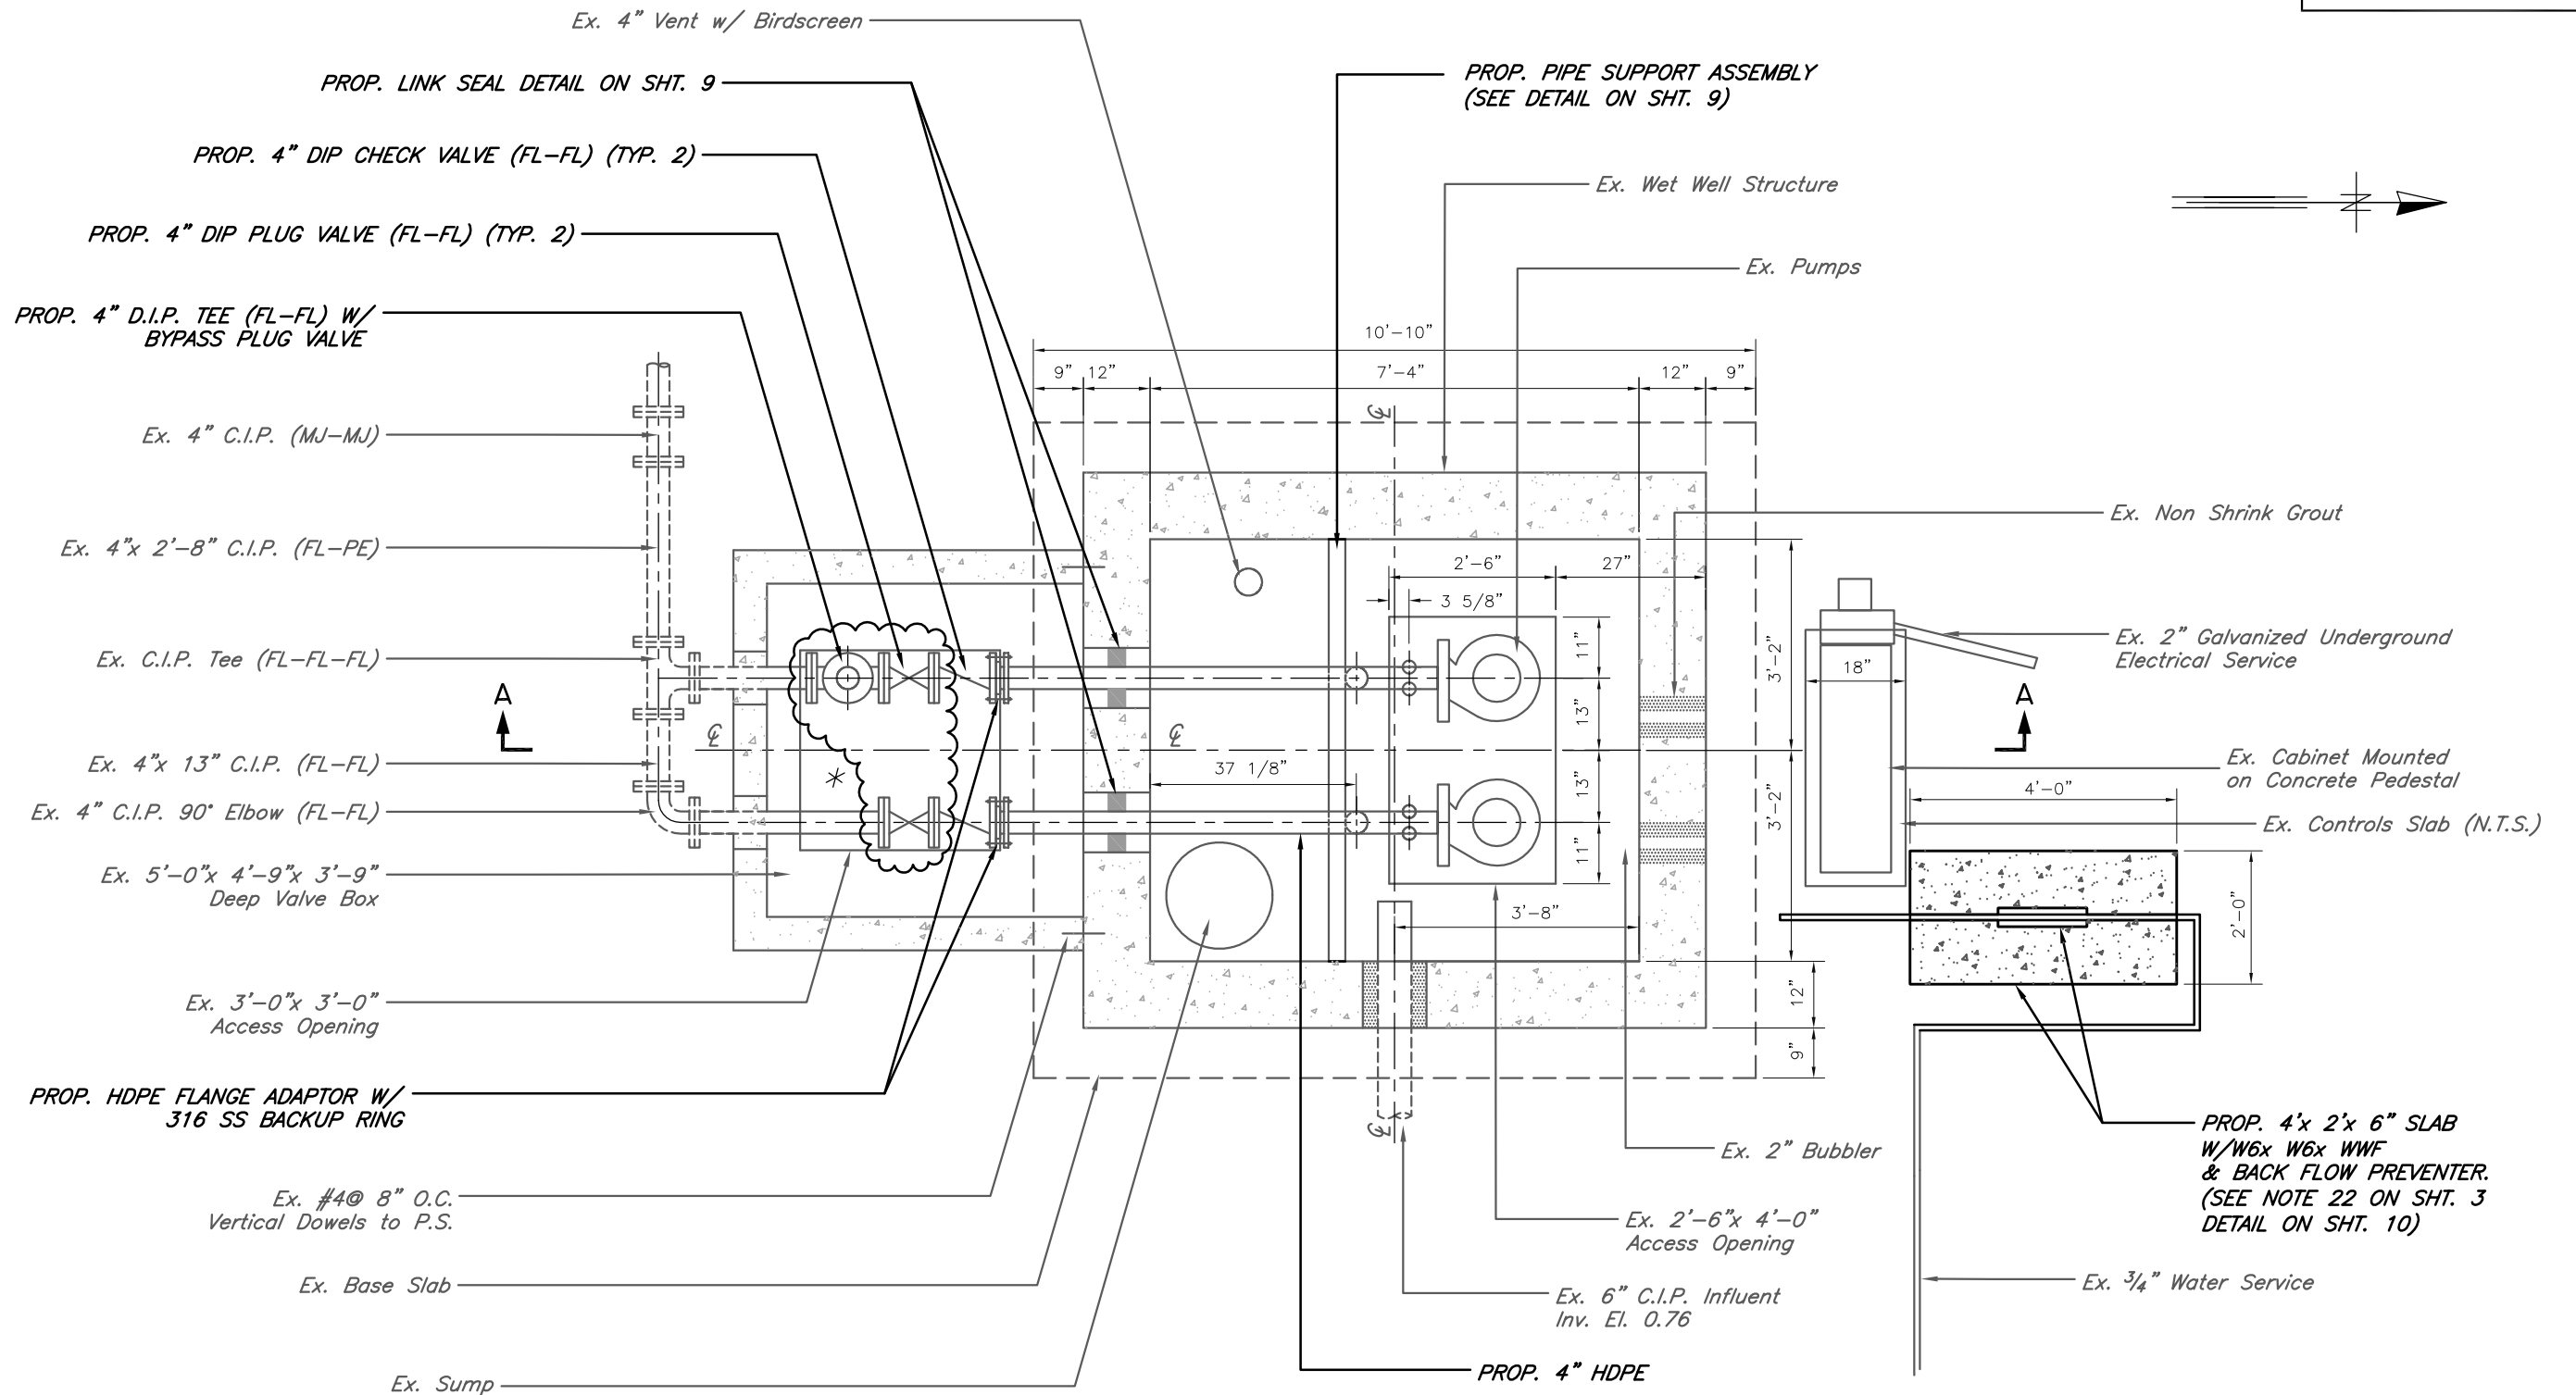 Ex. 4" Vent w/ Birdscreen
PROP. LINK SEAL DETAIL ON SHT. 9
PROP. 4" DIP CHECK VALVE (FL-FL) (TYP. 2)
PROP. 4" DIP PLUG VALVE (FL-FL) (TYP. 2)
PROP. 4" D.I.P. TEE (FL-FL) W/
BYPASS PLUG VALVE
Ex. 4" C.I.P. (MJ-MJ)
Ex. 4"x 2'-8" C.I.P. (FL-PE)
Ex. C.I.P. Tee (FL-FL-FL)
A
Ex. 4"x 13" C.I.P. (FL-FL)
Ex. 4" C.I.P. 90° Elbow (FL-FL)
Ex. 5'-0"x 4'-9"x 3'-9"
Deep Valve Box
Ex. 3'-0"x 3'-0"
Access Opening
PROP. HDPE FLANGE ADAPTOR W/
316 SS BACKUP RING
Ex. #4@ 8" O.C.
Vertical Dowels to P.S.
Ex. Base Slab
Ex. Sump
PROP. PIPE SUPPORT ASSEMBLY
(SEE DETAIL ON SHT. 9)
Ex. Wet Well Structure
Ex. Pumps
10'-10"
9"
12"
7'-4"
12"
9"
℄
2'-6"
27"
3 5/8"
11"
13"
13"
11"
3'-2"
3'-2"
℄
℄
*
37 1/8"
3'-8"
12"
9"
℄
18"
A
4'-0"
2'-0"
Z
Ex. Non Shrink Grout
Ex. 2" Galvanized Underground
Electrical Service
Ex. Cabinet Mounted
on Concrete Pedestal
Ex. Controls Slab (N.T.S.)
PROP. 4'x 2'x 6" SLAB
W/W6x W6x WWF
& BACK FLOW PREVENTER.
(SEE NOTE 22 ON SHT. 3
DETAIL ON SHT. 10)
Ex. 2" Bubbler
Ex. 2'-6"x 4'-0"
Access Opening
Ex. 6" C.I.P. Influent
Inv. El. 0.76
Ex. 3/4" Water Service
PROP. 4" HDPE